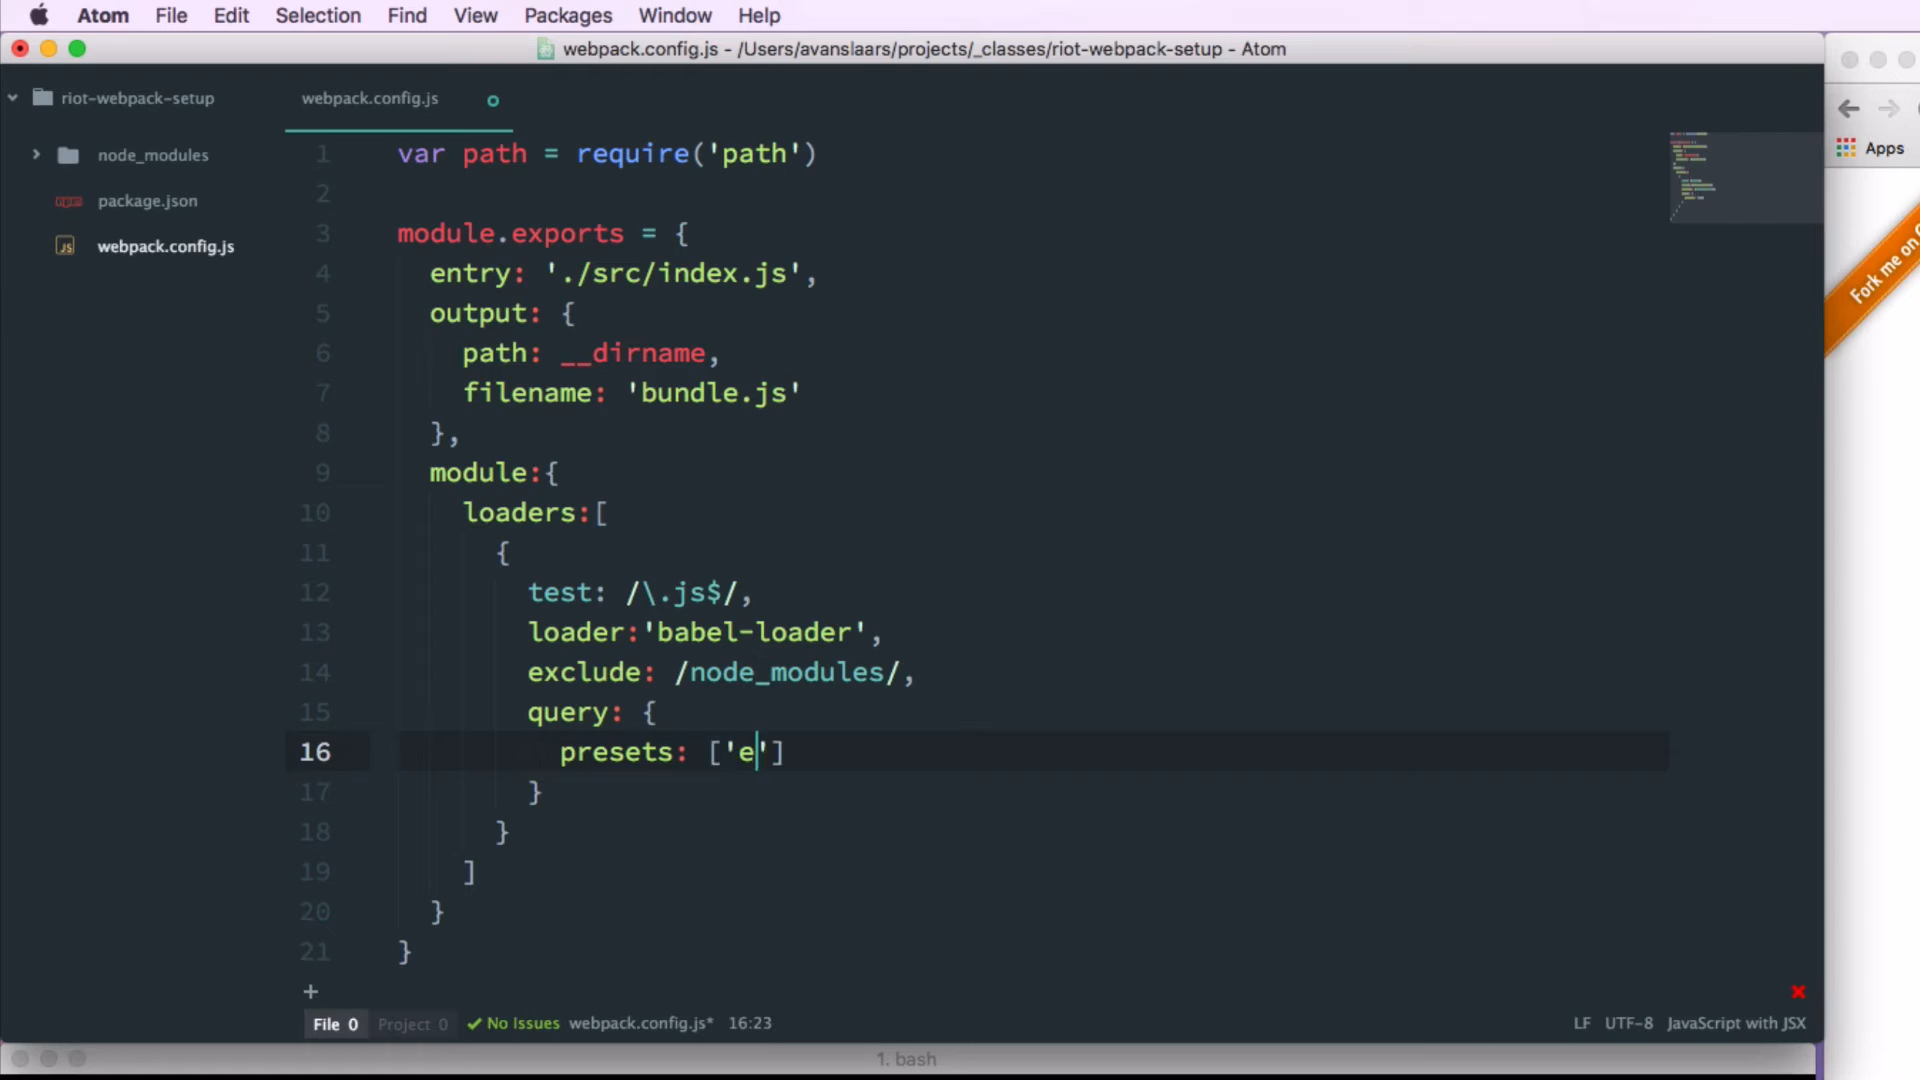 Atom File Edit Selection Find View Packages Window Help
webpack.config.js - /Users/avanslaars/projects/_classes/riot-webpack-setup - Atom
riot-webpack-setup
node_modules
package.json
webpack.config.js
webpack.config.js
1 var path = require('path')
2
3 module.exports = {
4 entry: './src/index.js',
5 output: {
6 path: __dirname,
7 filename: 'bundle.js'
8 },
9 module:{
10 loaders:[
11 {
12 test: /\.js$/,
13 loader:'babel-loader',
14 exclude: /node_modules/,
15 query: {
16 presets: ['e']
17 }
18 }
19 ]
20 }
21 }
+
File 0 Project 0 No Issues webpack.config.js* 16:23 LF UTF-8 JavaScript with JSX
1. bash
Apps
Fork me on